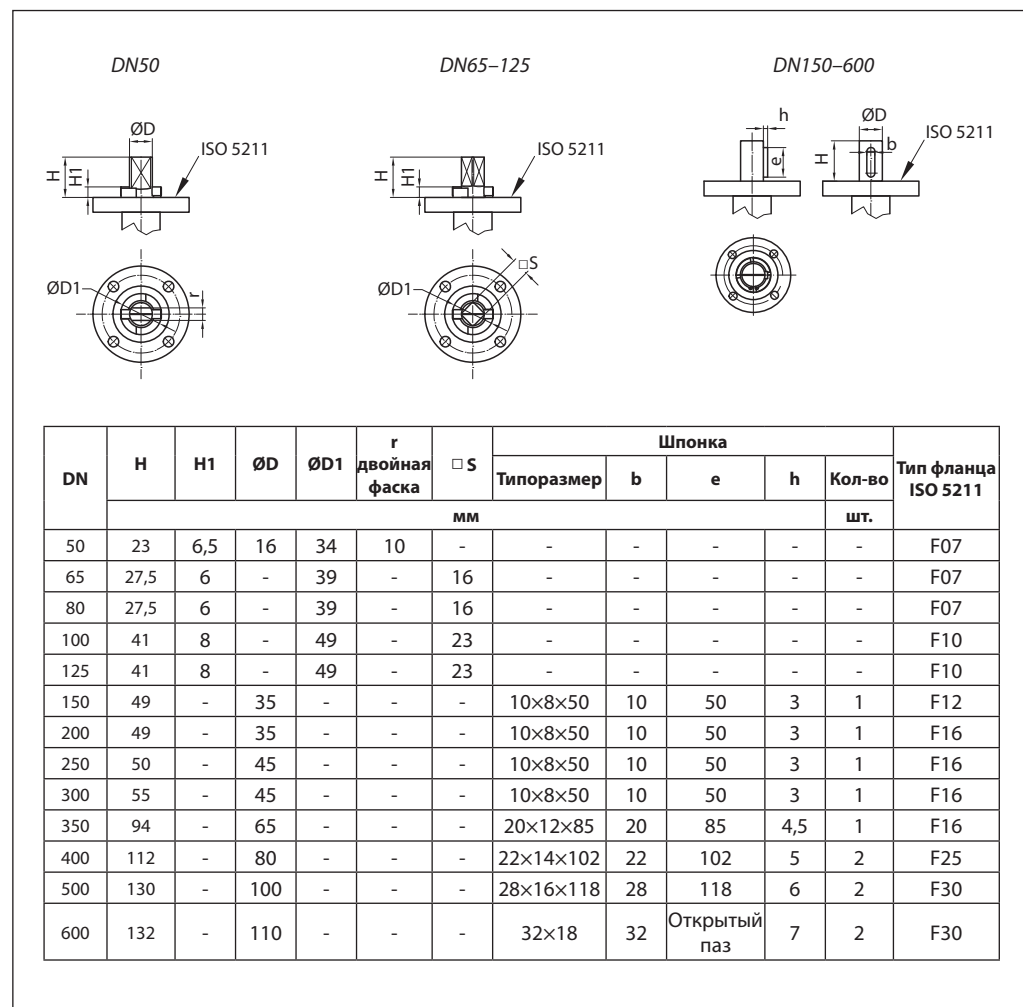 DN50 DN65–125 DN150–600
ØD ISO 5211 H H1
ISO 5211 H H1
h e ØD b H ISO 5211
ØD1 r
ØD1 □S
DN H H1 ØD ØD1 r двойная фаска □ S Шпонка Тип фланца ISO 5211
Типоразмер b e h Кол-во
мм шт.
50 23 6,5 16 34 10 - - - - - - F07
65 27,5 6 - 39 - 16 - - - - - F07
80 27,5 6 - 39 - 16 - - - - - F07
100 41 8 - 49 - 23 - - - - - F10
125 41 8 - 49 - 23 - - - - - F10
150 49 - 35 - - - 10×8×50 10 50 3 1 F12
200 49 - 35 - - - 10×8×50 10 50 3 1 F16
250 50 - 45 - - - 10×8×50 10 50 3 1 F16
300 55 - 45 - - - 10×8×50 10 50 3 1 F16
350 94 - 65 - - - 20×12×85 20 85 4,5 1 F16
400 112 - 80 - - - 22×14×102 22 102 5 2 F25
500 130 - 100 - - - 28×16×118 28 118 6 2 F30
600 132 - 110 - - - 32×18 32 Открытый паз 7 2 F30